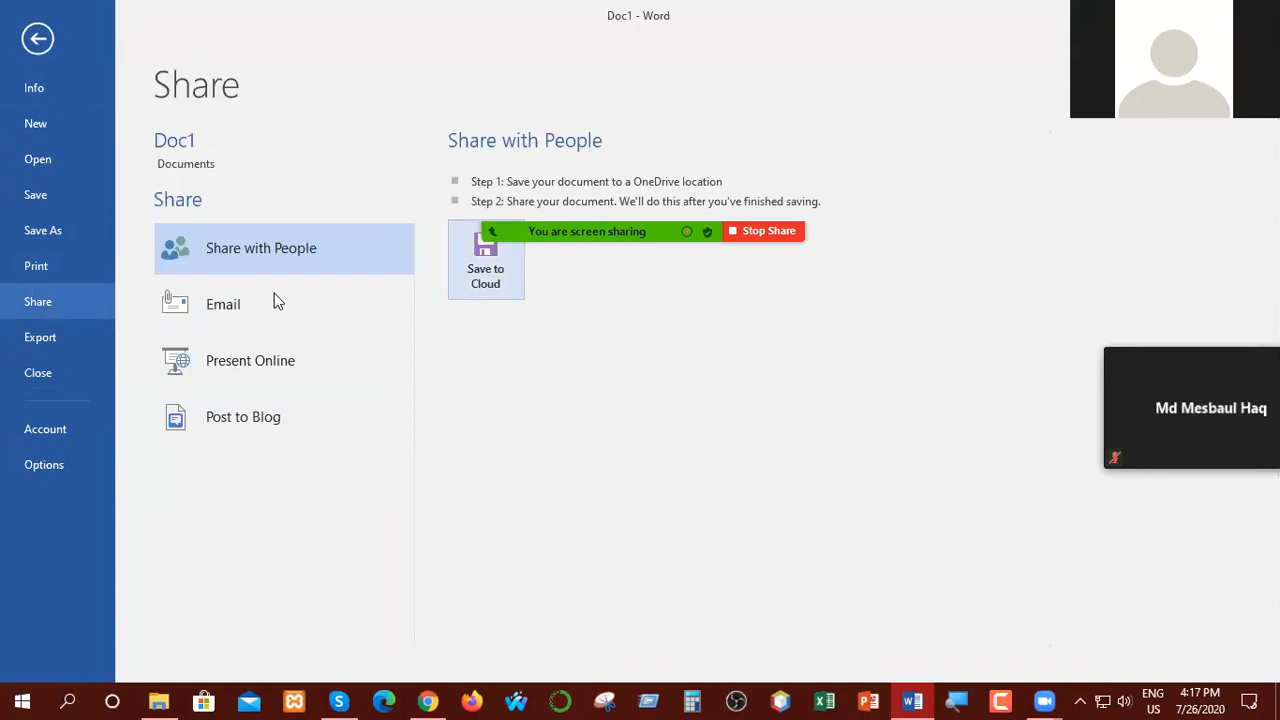 Doc1 - Word
Info
New
Open
Save
Save As
Print
Share
Export
Close
Account
Options
Share
Doc1
Documents
Share
Share with People
Email
Present Online
Post to Blog
Share with People
Step 1: Save your document to a OneDrive location
Step 2: Share your document. We'll do this after you've finished saving.
You are screen sharing
Stop Share
Save to
Cloud
Md Mesbaul Haq
ENG
US
4:17 PM
7/26/2020